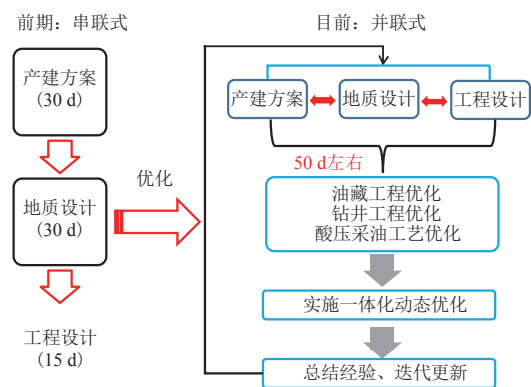 前期：串联式
产建方案
(30 d)
地质设计
(30 d)
工程设计
(15 d)
优化
目前：并联式
产建方案
地质设计
工程设计
50 d左右
油藏工程优化
钻井工程优化
酸压采油工艺优化
实施一体化动态优化
总结经验、迭代更新